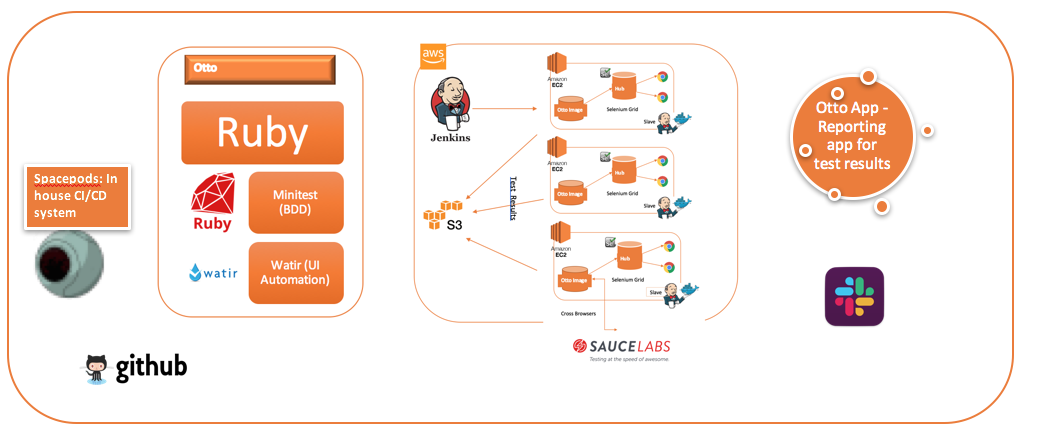 Spacepods: In
house CI/CD
system
github
Otto
Ruby
Ruby
Minitest
(BDD)
watir
Watir (UI
Automation)
aws
Jenkins
S3
Test Results
Amazon
EC2
Otto Image
Hub
Selenium Grid
Slave
Amazon
EC2
Otto Image
Hub
Selenium Grid
Slave
Amazon
EC2
Otto Image
Hub
Selenium Grid
Slave
Cross Browsers
SAUCELABS
Testing at the speed of awesome.
Otto App -
Reporting
app for
test results